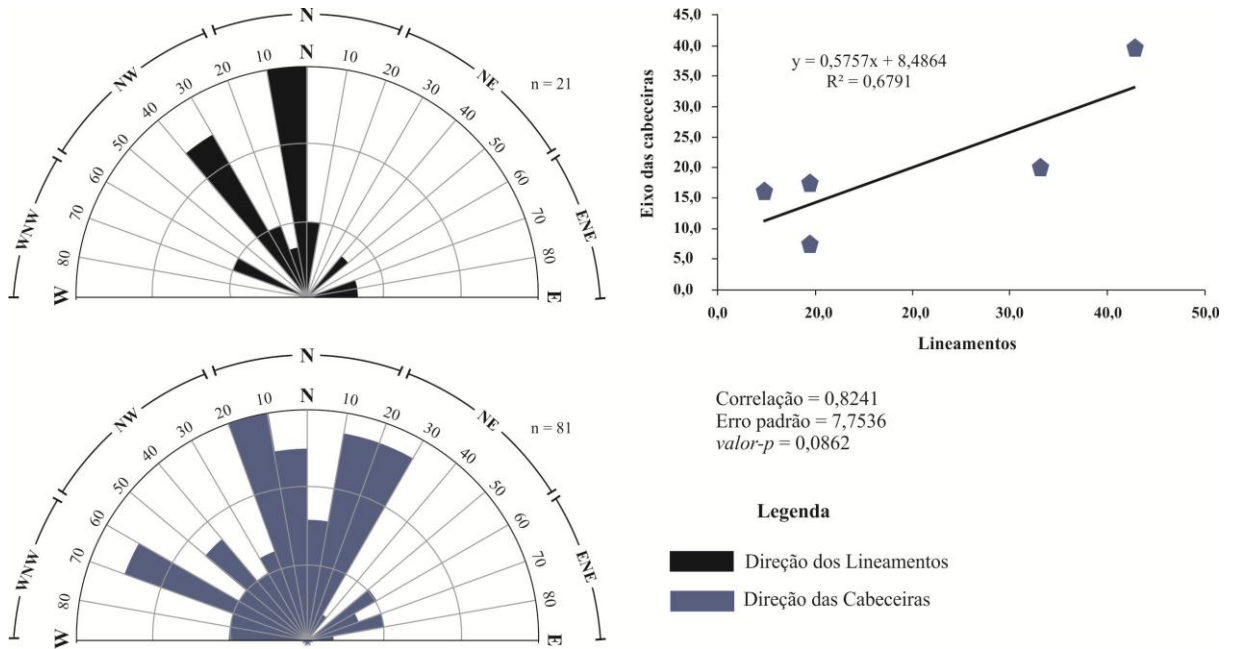 N
NW
NE
WNW
ENE
N
10
20
30
40
50
60
70
80
10
20
30
40
50
60
70
80
W
E
n = 21
45,0
40,0
35,0
30,0
25,0
20,0
15,0
10,0
5,0
0,0
Eixo das cabeceiras
y = 0,5757x + 8,4864
R² = 0,6791
0,0 20,0 20,0 30,0 40,0 50,0
Lineamentos
N
NW
NE
WNW
ENE
N
10
20
30
40
50
60
70
80
10
20
30
40
50
60
70
80
W
E
n = 81
Correlação = 0,8241
Erro padrão = 7,7536
valor-p = 0,0862
Legenda
Direção dos Lineamentos
Direção das Cabeceiras